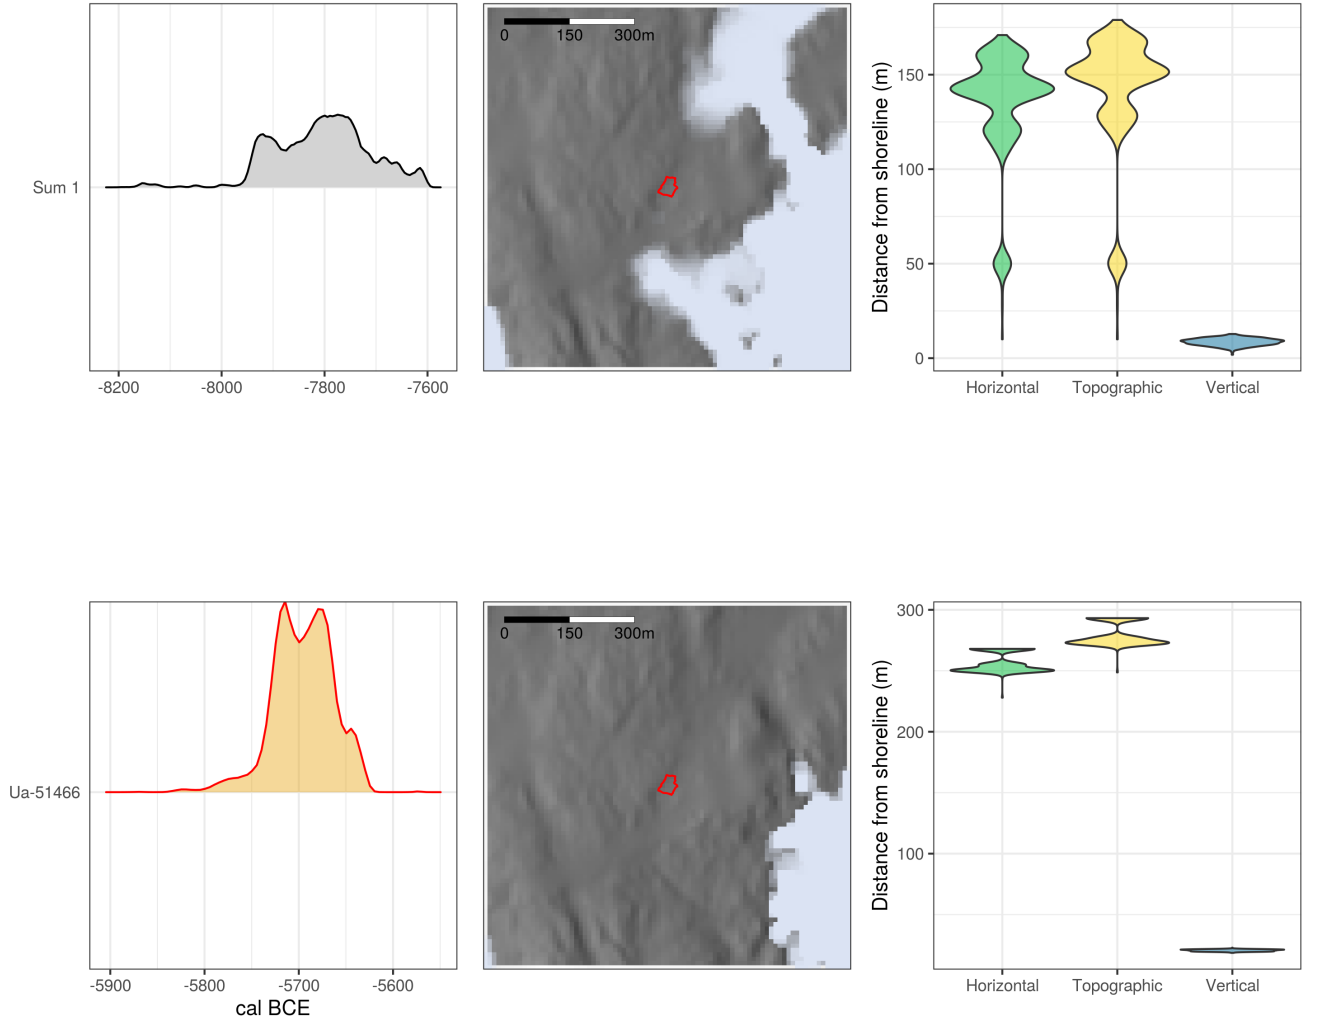 Sum 1
-8200 -8000 -7800 -7600
0 150 300m
Distance from shoreline (m)
150
100
50
0
Horizontal Topographic Vertical
Ua-51466
-5900 -5800 -5700 -5600
cal BCE
0 150 300m
Distance from shoreline (m)
300
200
100
Horizontal Topographic Vertical